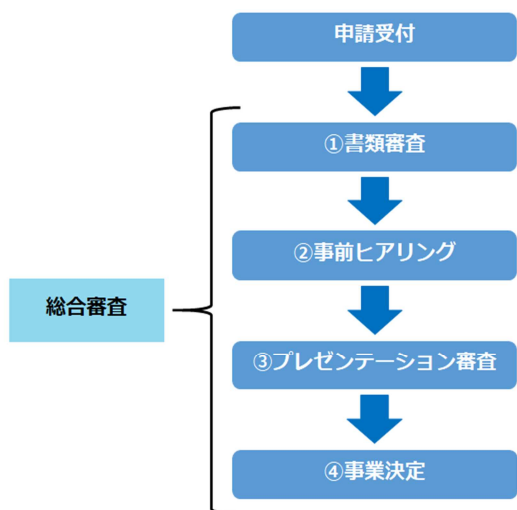 申請受付
①書類審査
②事前ヒアリング
総合審査
③プレゼンテーション審査
④事業決定